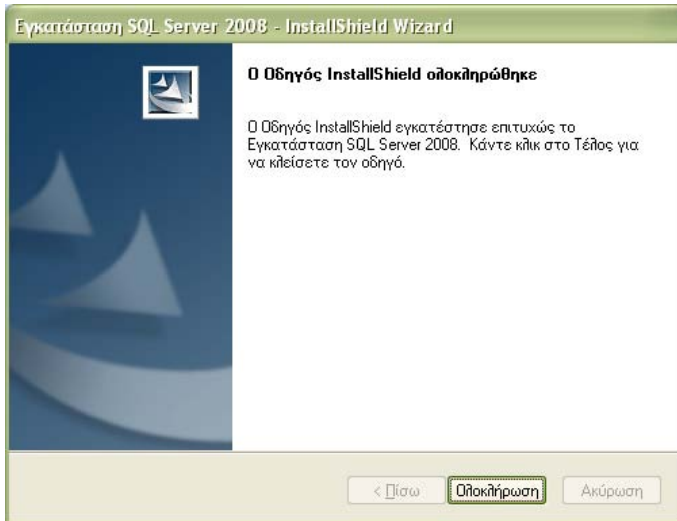 Εγκατάσταση SQL Server 2008 - InstallShield Wizard
Ο Οδηγός InstallShield ολοκληρώθηκε
Ο Οδηγός InstallShield εγκατέστησε επιτυχώς το
Εγκατάσταση SQL Server 2008. Κάντε κλικ στο Τέλος για
να κλείσετε τον οδηγό.
< Πίσω
Ολοκλήρωση
Ακύρωση